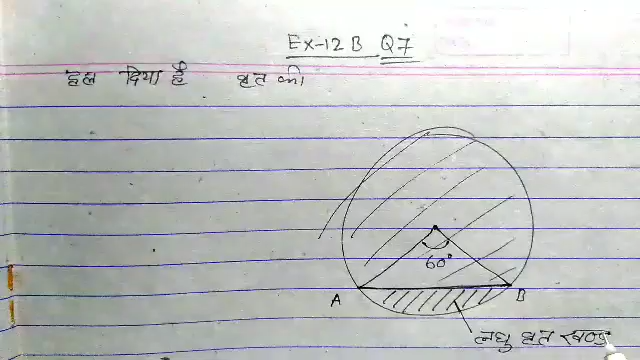 Ex-12 B Q7
हल दिया है वृत की
60°
A
B
लघु वृत खण्ड